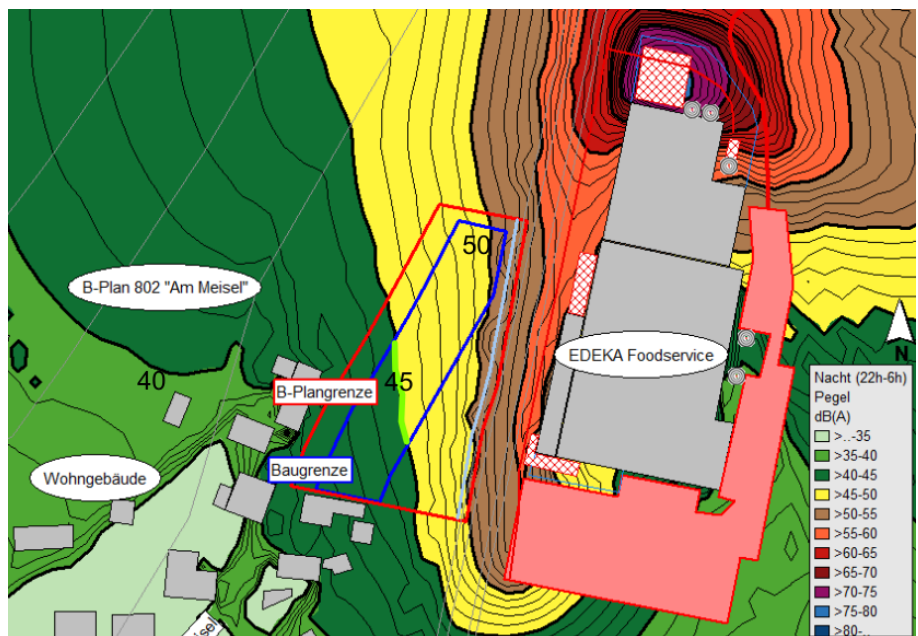 50
B-Plan 802 "Am Meisel"
EDEKA Foodservice
N
40
45
B-Plangrenze
Baugrenze
Wohngebäude
Nacht (22h-6h)
Pegel
dB(A)
>..-35
>35-40
>40-45
>45-50
>50-55
>55-60
>60-65
>65-70
>70-75
>75-80
>80-..